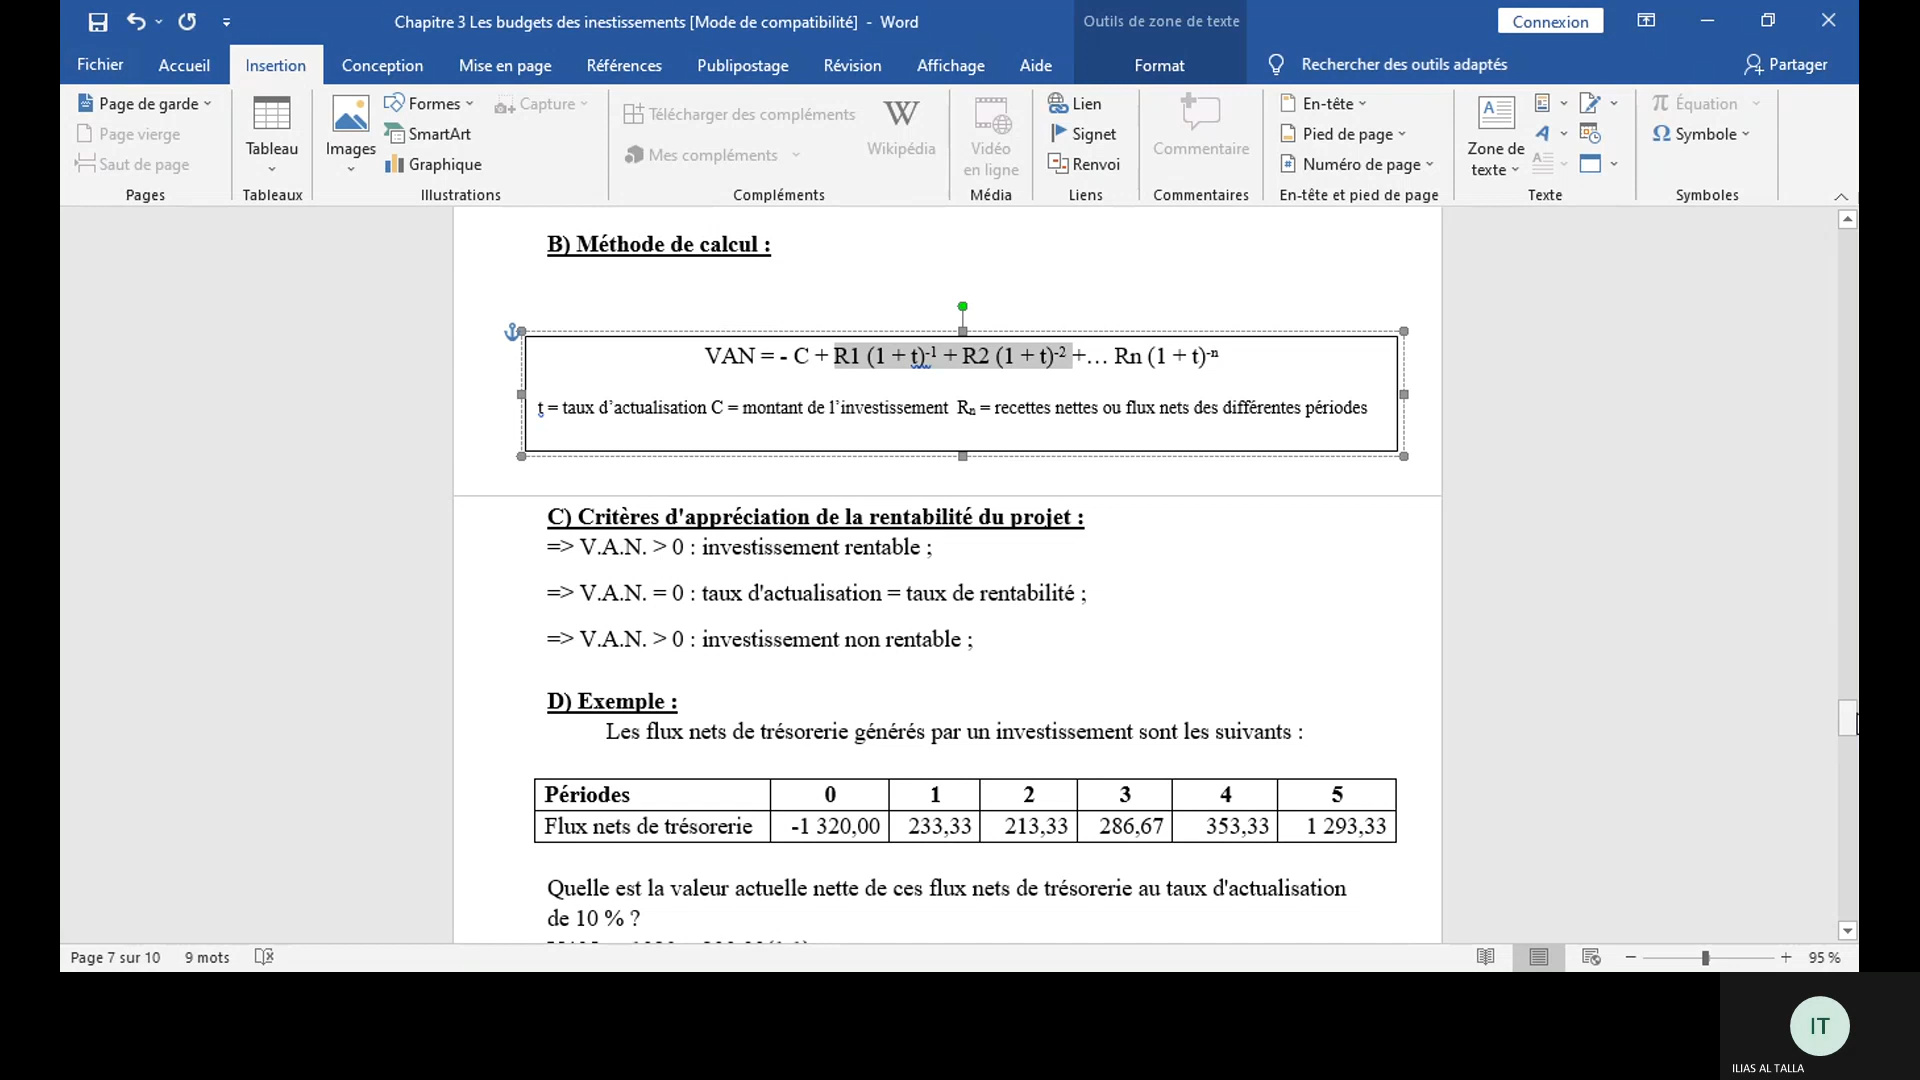 Chapitre 3 Les budgets des inestissements [Mode de compatibilité] - Word
Outils de zone de texte
Connexion
Fichier Accueil Insertion Conception Mise en page Références Publipostage Révision Affichage Aide Format Rechercher des outils adaptés Partager
Page de garde
Page vierge
Saut de page
Pages
Tableau
Tableaux
Images
Formes
SmartArt
Graphique
Capture
Illustrations
Télécharger des compléments
Mes compléments
Wikipédia
Compléments
Vidéo
en ligne
Média
Lien
Signet
Renvoi
Liens
Commentaire
Commentaires
En-tête
Pied de page
Numéro de page
En-tête et pied de page
Zone de
texte
Texte
Équation
Symbole
Symboles
B) Méthode de calcul :
VAN = - C + R1 (1 + t)-1 + R2 (1 + t)-2 +… Rn (1 + t)-n
t = taux d’actualisation C = montant de l’investissement Rn = recettes nettes ou flux nets des différentes périodes
C) Critères d'appréciation de la rentabilité du projet :
=> V.A.N. > 0 : investissement rentable ;
=> V.A.N. = 0 : taux d'actualisation = taux de rentabilité ;
=> V.A.N. > 0 : investissement non rentable ;
D) Exemple :
Les flux nets de trésorerie générés par un investissement sont les suivants :
Périodes 0 1 2 3 4 5
Flux nets de trésorerie -1 320,00 233,33 213,33 286,67 353,33 1 293,33
Quelle est la valeur actuelle nette de ces flux nets de trésorerie au taux d'actualisation
de 10 % ?
Page 7 sur 10 9 mots 95 %
IT
ILIAS AL TALLA